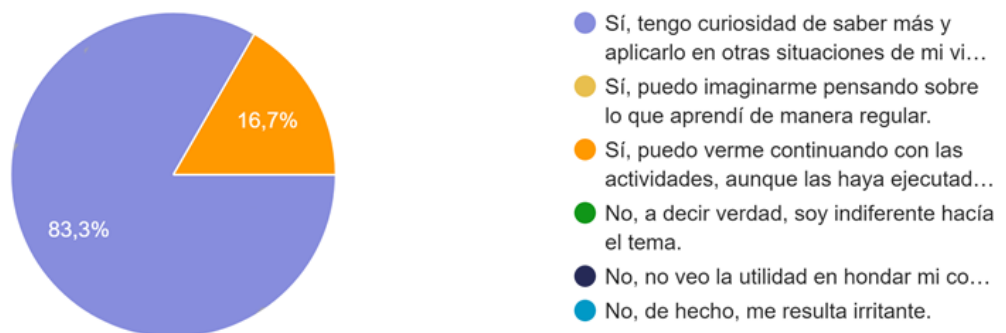 Sí, tengo curiosidad de saber más y
aplicarlo en otras situaciones de mi vi...
Sí, puedo imaginarme pensando sobre
lo que aprendí de manera regular.
Sí, puedo verme continuando con las
actividades, aunque las haya ejecutad...
No, a decir verdad, soy indiferente hacía
el tema.
No, no veo la utilidad en hondar mi co...
No, de hecho, me resulta irritante.
16,7%
83,3%